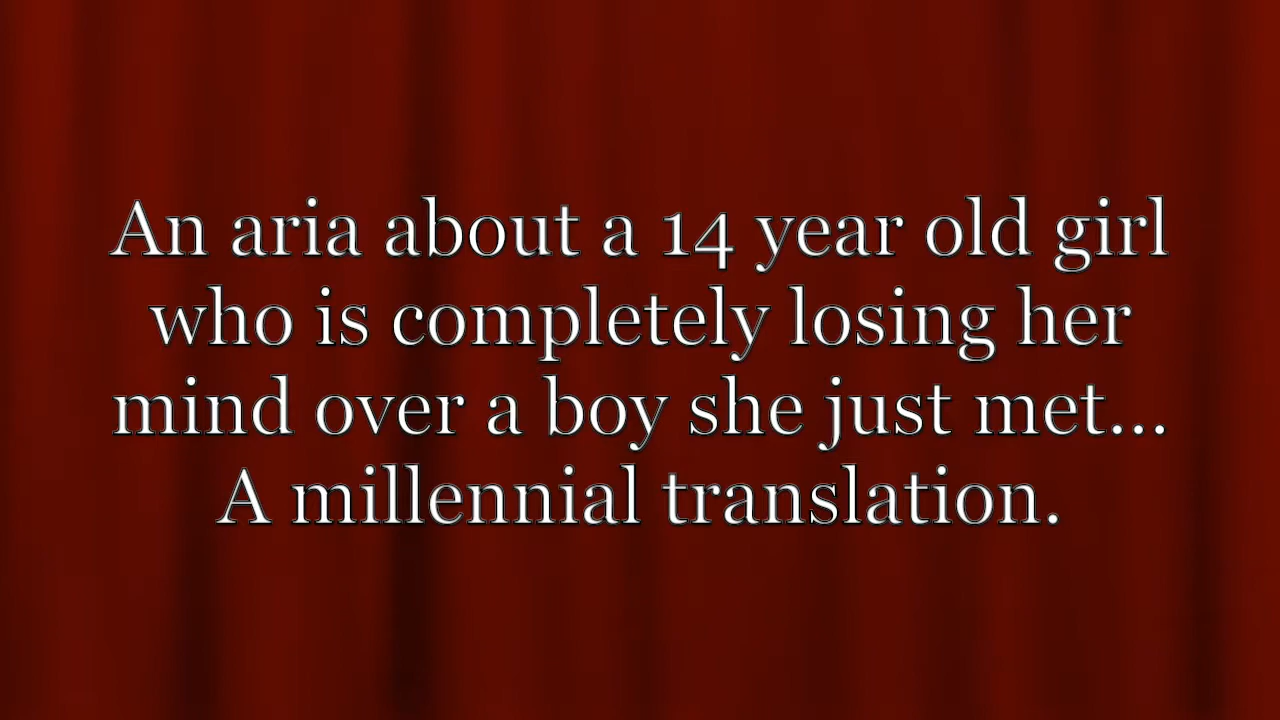 An aria about a 14 year old girl
who is completely losing her
mind over a boy she just met...
A millennial translation.